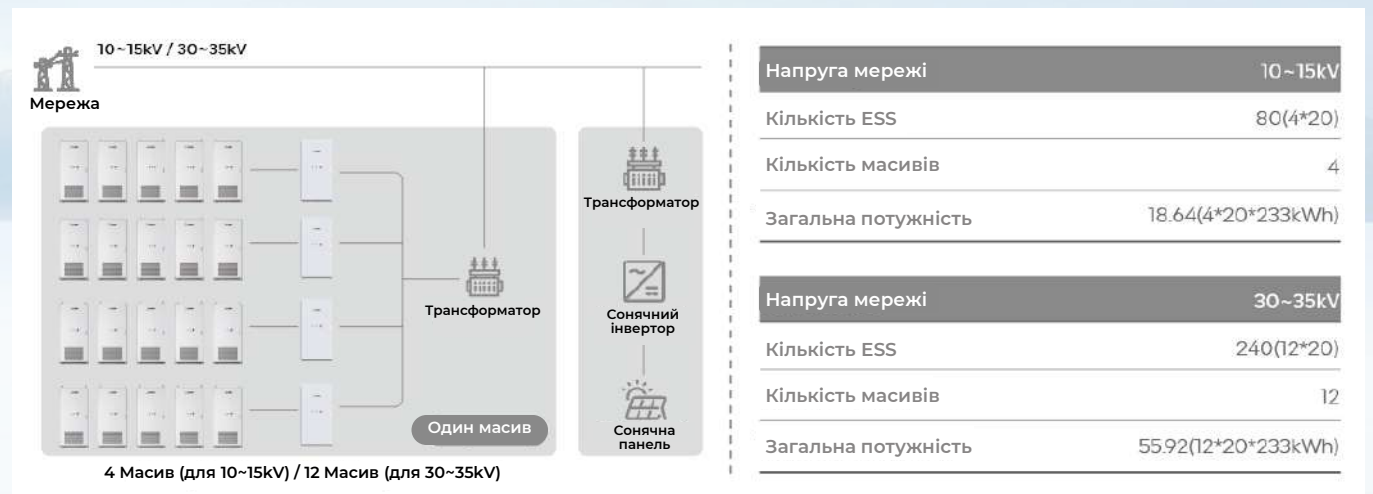 10~15kV / 30~35kV
Мережа
Трансформатор
Один масив
4 Масив (для 10~15kV) / 12 Масив (для 30~35kV)
Трансформатор
Сонячний
інвертор
Сонячна
панель
Напруга мережі 10~15kV
Кількість ESS 80(4*20)
Кількість масивів 4
Загальна потужність 18.64(4*20*233kWh)
Напруга мережі 30~35kV
Кількість ESS 240(12*20)
Кількість масивів 12
Загальна потужність 55.92(12*20*233kWh)